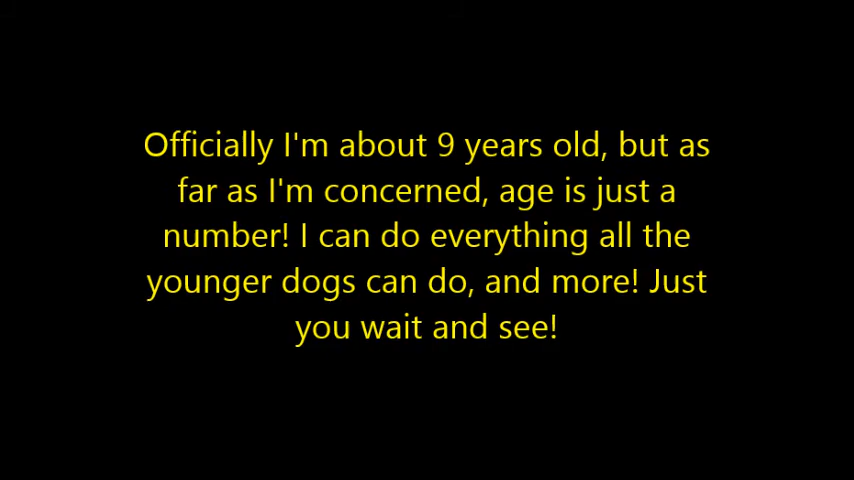 Officially I'm about 9 years old, but as
far as I'm concerned, age is just a
number! I can do everything all the
younger dogs can do, and more! Just
you wait and see!